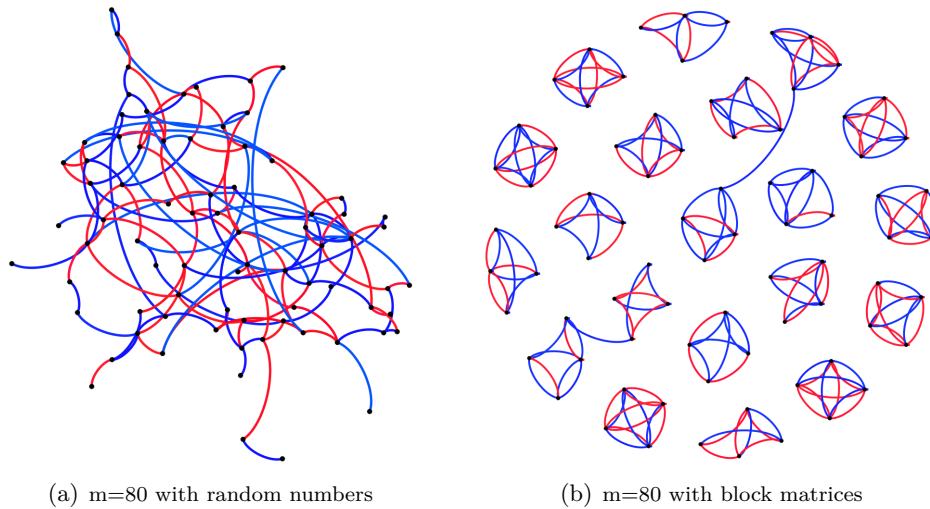 (a) m=80 with random numbers
(b) m=80 with block matrices